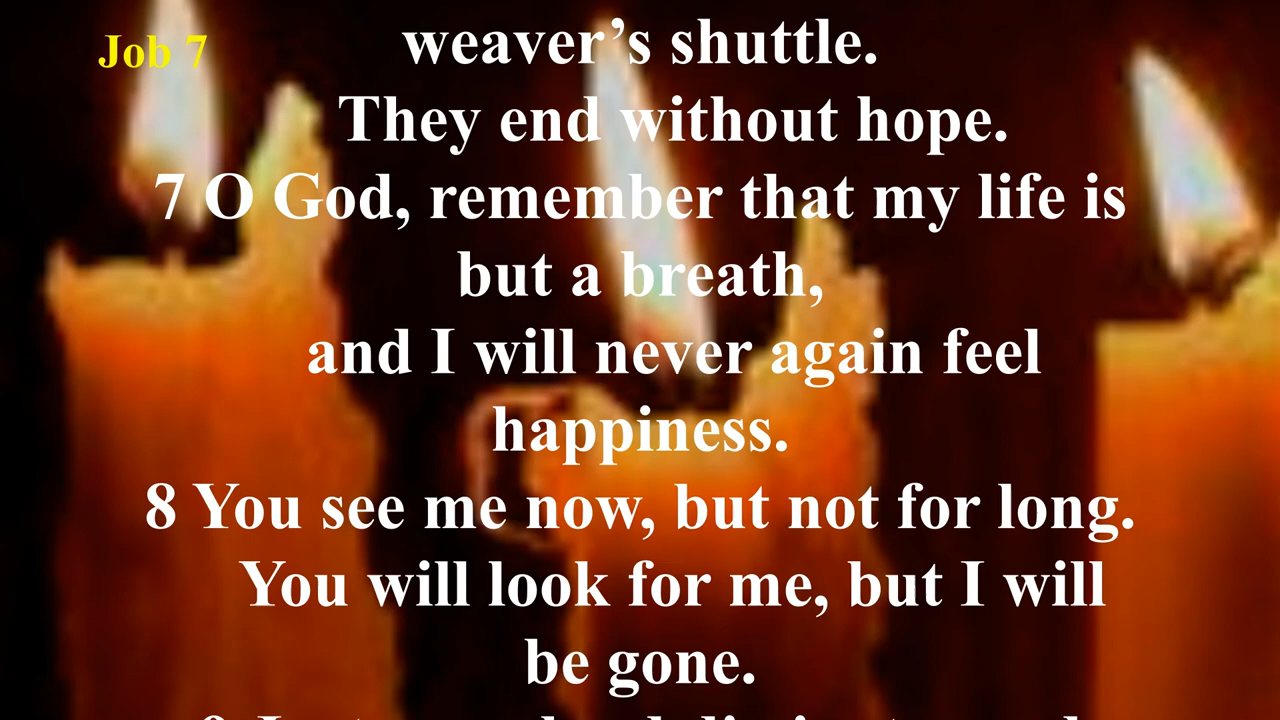 Job 7
weaver’s shuttle.
They end without hope.
7 O God, remember that my life is
but a breath,
and I will never again feel
happiness.
8 You see me now, but not for long.
You will look for me, but I will
be gone.